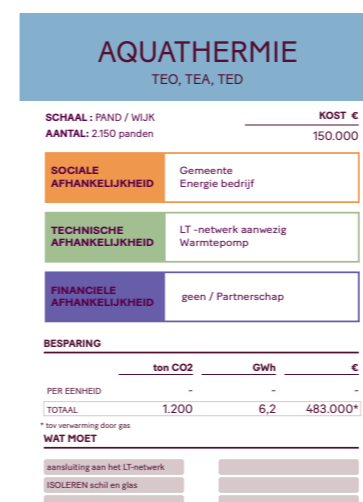 AQUATHERMIE
TEO, TEA, TED
SCHAAL : PAND / WIJK
KOST €
AANTAL: 2.150 panden
150.000
SOCIALE
AFHANKELIJKHEID
Gemeente
Energie bedrijf
TECHNISCHE
AFHANKELIJKHEID
LT -netwerk aanwezig
Warmtepomp
FINANCIELE
AFHANKELIJKHEID
geen / Partnerschap
BESPARING
ton CO2 GWh €
PER EENHEID - - -
TOTAAL 1.200 6,2 483.000*
* tov verwarming door gas
WAT MOET
aansluiting aan het LT-netwerk
ISOLEREN schil en glas